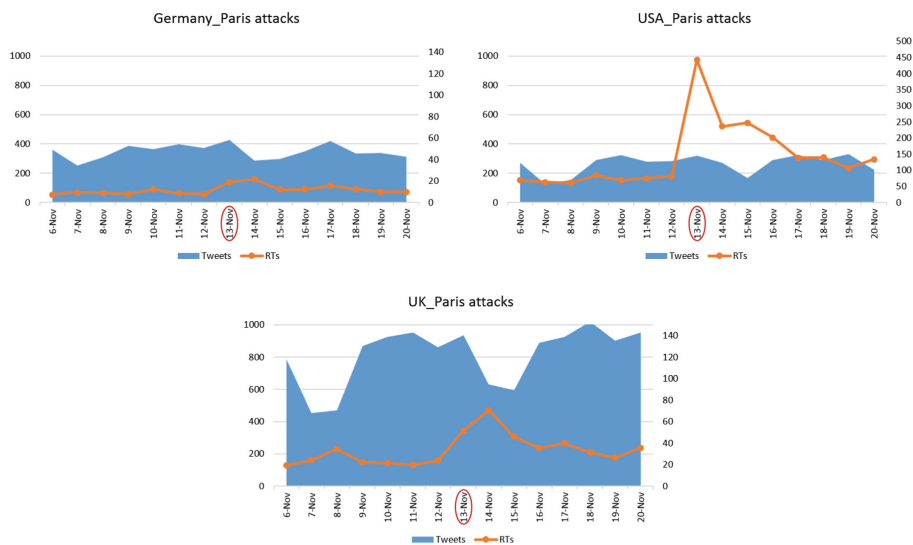 Germany_Paris attacks
1000
800
600
400
200
0
140
120
100
80
60
40
20
0
6-Nov
7-Nov
8-Nov
9-Nov
10-Nov
11-Nov
12-Nov
13-Nov
14-Nov
15-Nov
16-Nov
17-Nov
18-Nov
19-Nov
20-Nov
Tweets RTs
USA_Paris attacks
1000
800
600
400
200
0
500
450
400
350
300
250
200
150
100
50
0
6-Nov
7-Nov
8-Nov
9-Nov
10-Nov
11-Nov
12-Nov
13-Nov
14-Nov
15-Nov
16-Nov
17-Nov
18-Nov
19-Nov
20-Nov
Tweets RTs
UK_Paris attacks
1000
800
600
400
200
0
140
120
100
80
60
40
20
0
6-Nov
7-Nov
8-Nov
9-Nov
10-Nov
11-Nov
12-Nov
13-Nov
14-Nov
15-Nov
16-Nov
17-Nov
18-Nov
19-Nov
20-Nov
Tweets RTs